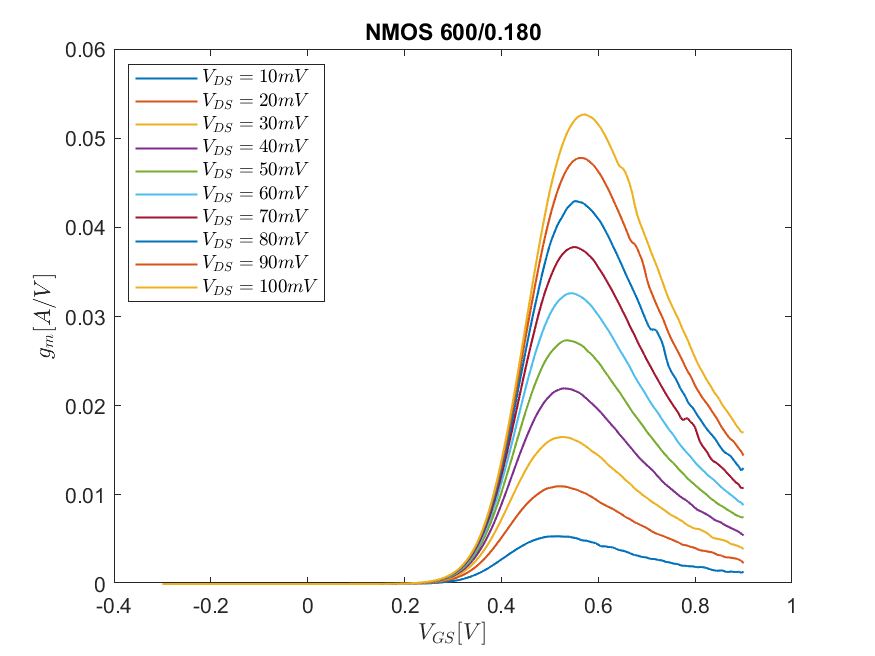 NMOS 600/0.180
0.06
0.05
0.04
0.03
0.02
0.01
0
g_m[A/V]
V_DS = 10mV
V_DS = 20mV
V_DS = 30mV
V_DS = 40mV
V_DS = 50mV
V_DS = 60mV
V_DS = 70mV
V_DS = 80mV
V_DS = 90mV
V_DS = 100mV
-0.4 -0.2 0 0.2 0.4 0.6 0.8 1
V_GS[V]